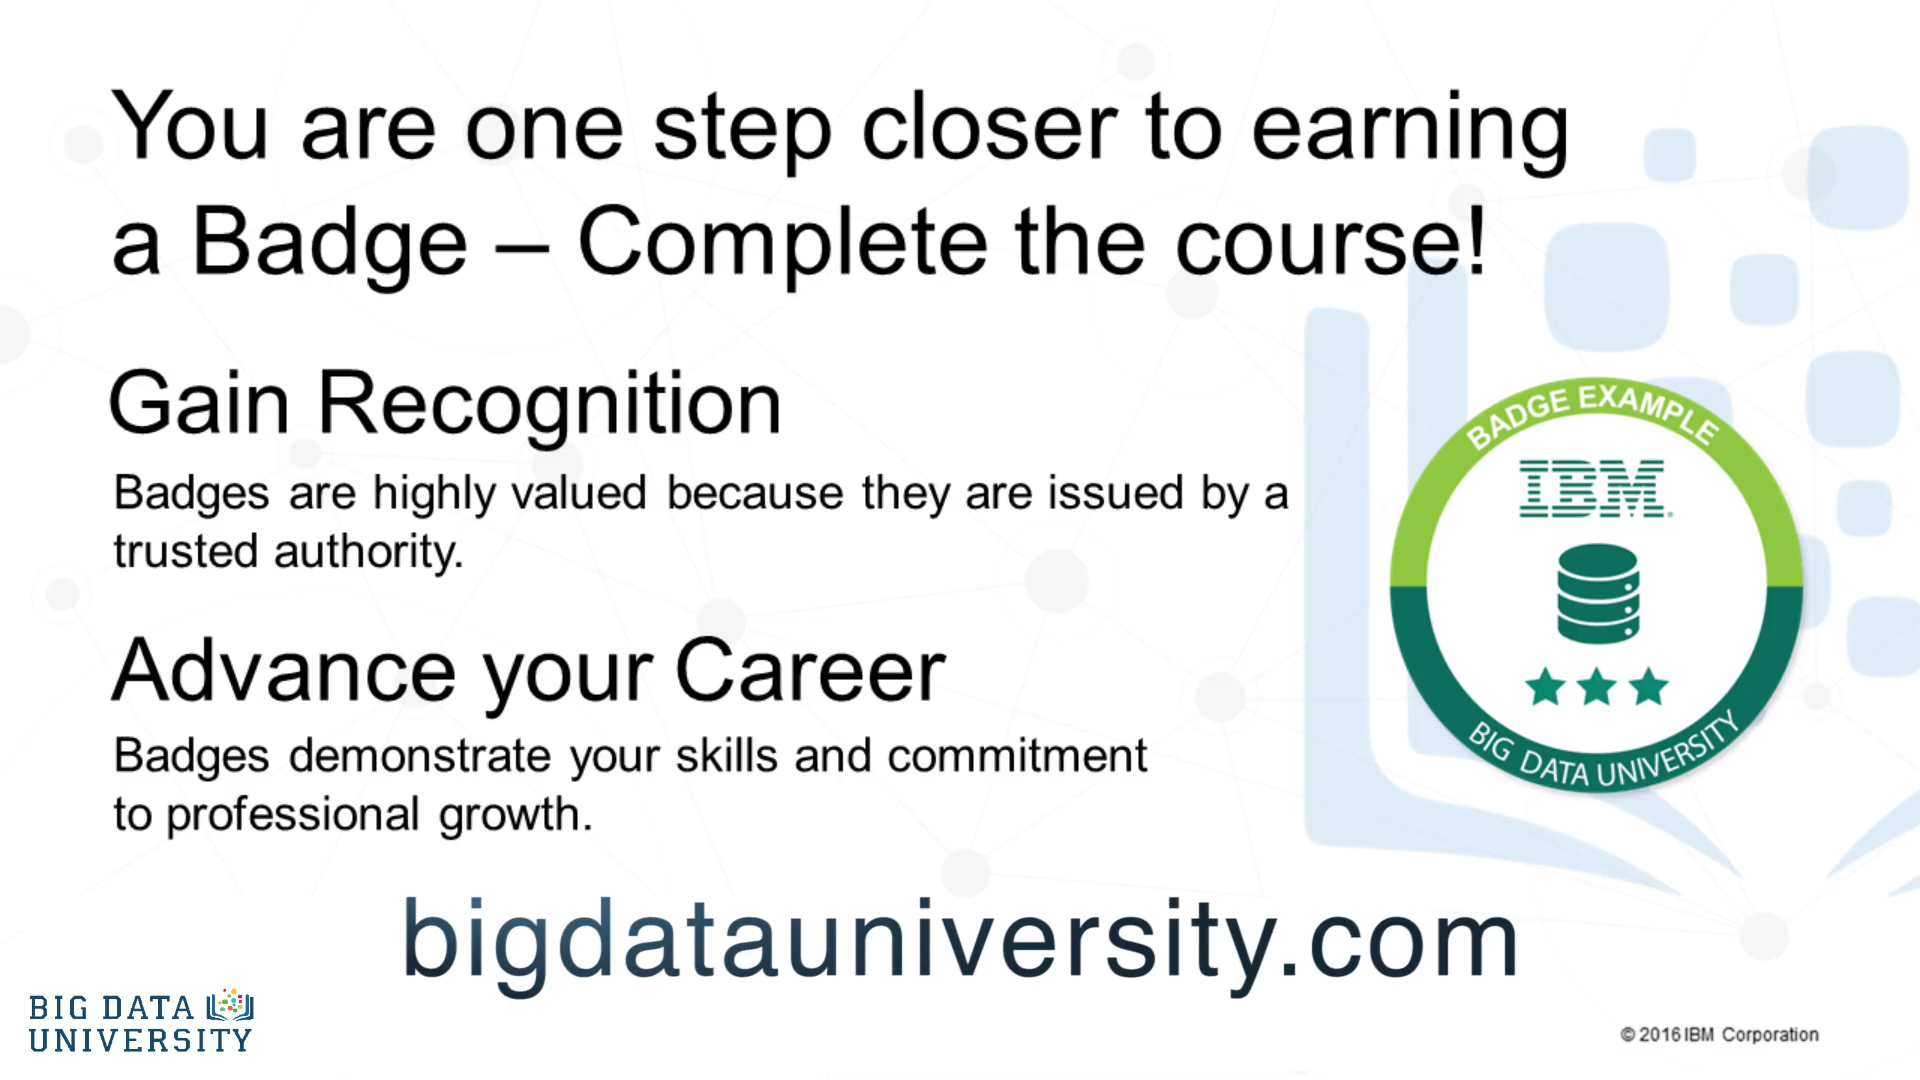 You are one step closer to earning
a Badge – Complete the course!
Gain Recognition
Badges are highly valued because they are issued by a
trusted authority.
Advance your Career
Badges demonstrate your skills and commitment
to professional growth.
BADGE EXAMPLE
IBM®
BIG DATA UNIVERSITY
bigdatauniversity.com
BIG DATA
UNIVERSITY
© 2016 IBM Corporation